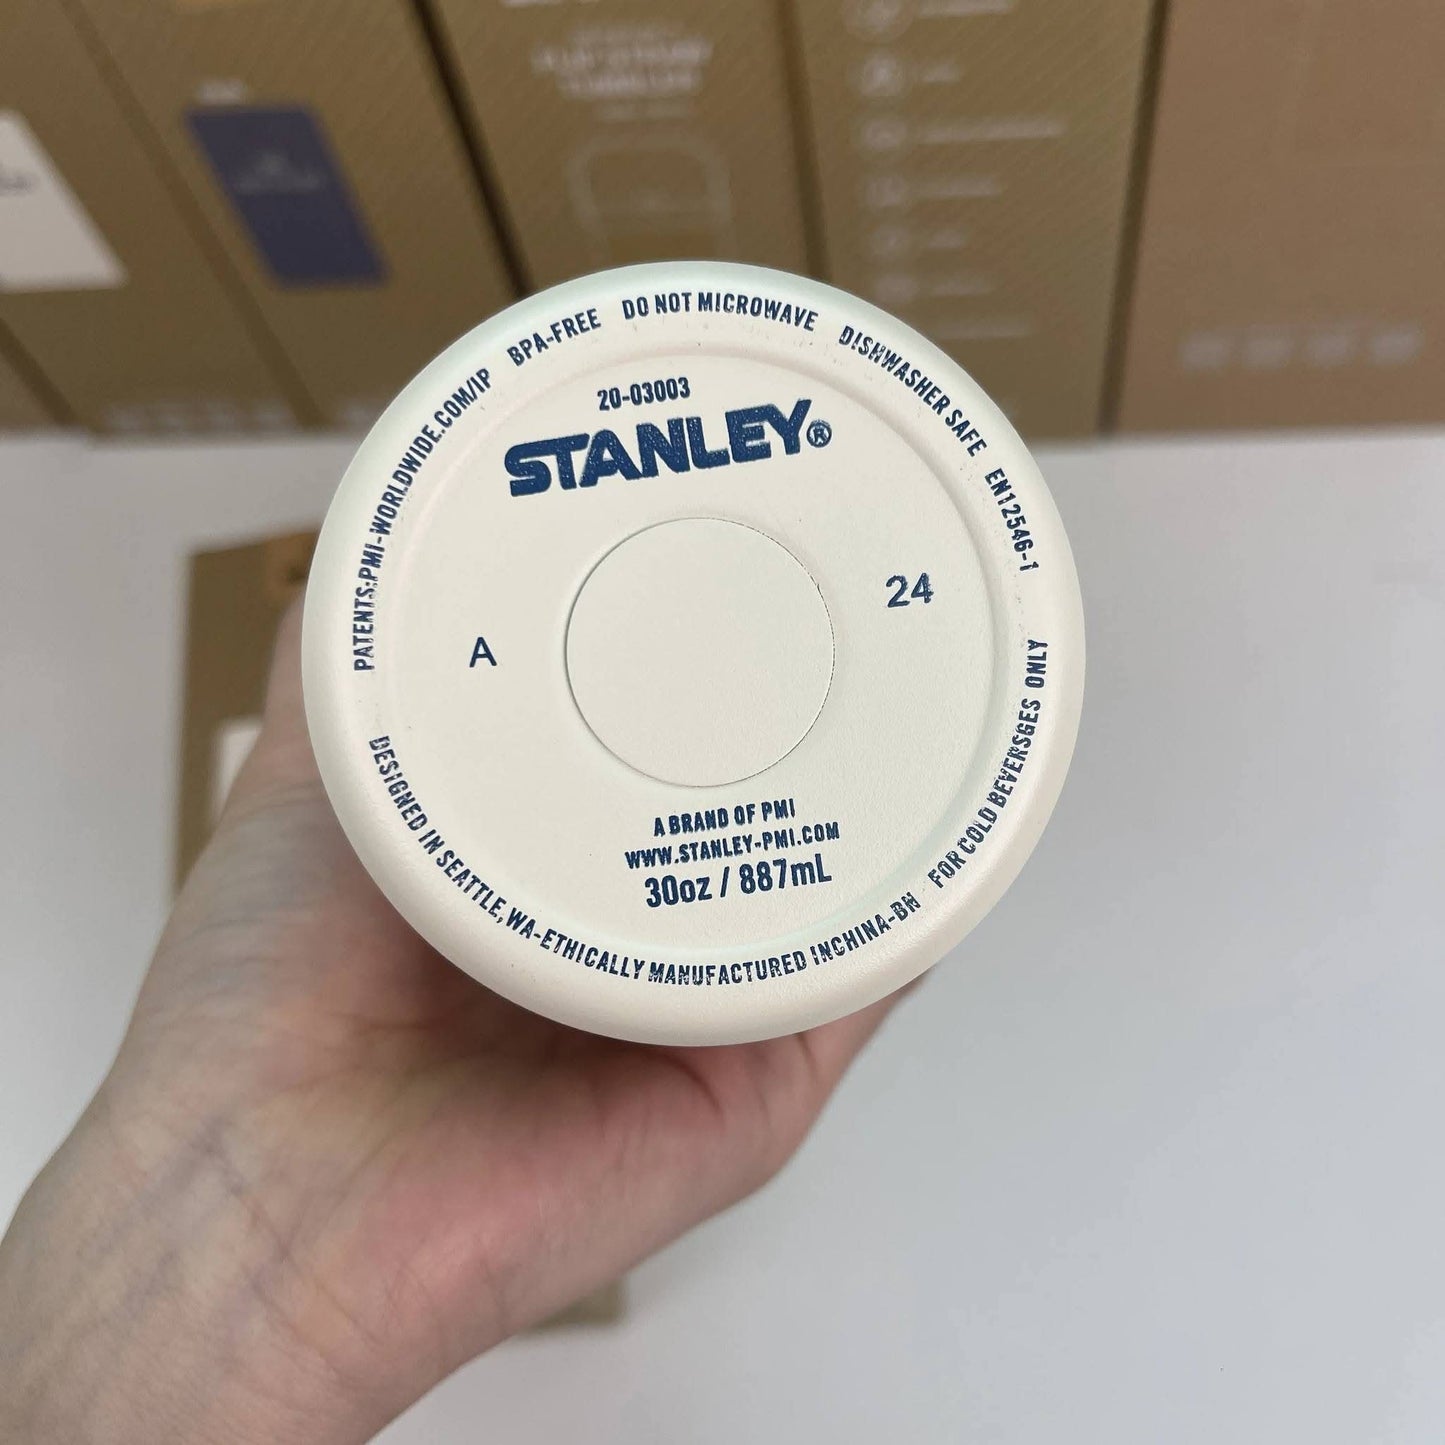 PATENTS:PMI-WORLDWIDE.COM/IP BPA-FREE DO NOT MICROWAVE DISHWASHER SAFE EN12546-1
20-03003
STANLEY®
A
24
A BRAND OF PMI
WWW.STANLEY-PMI.COM
30oz / 887mL
DESIGNED IN SEATTLE, WA-ETHICALLY MANUFACTURED INCHINA-BN FOR COLD BEVERSGES ONLY